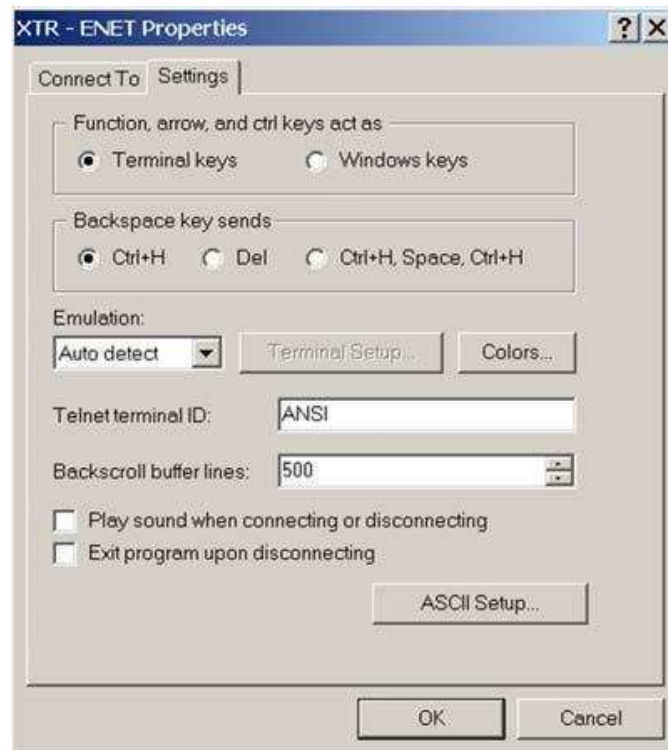 XTR - ENET Properties
Connect To Settings
Function, arrow, and ctrl keys act as
Terminal keys Windows keys
Backspace key sends
Ctrl+H Del Ctrl+H, Space, Ctrl+H
Emulation:
Auto detect Terminal Setup... Colors...
Telnet terminal ID: ANSI
Backscroll buffer lines: 500
Play sound when connecting or disconnecting
Exit program upon disconnecting
ASCII Setup...
OK Cancel